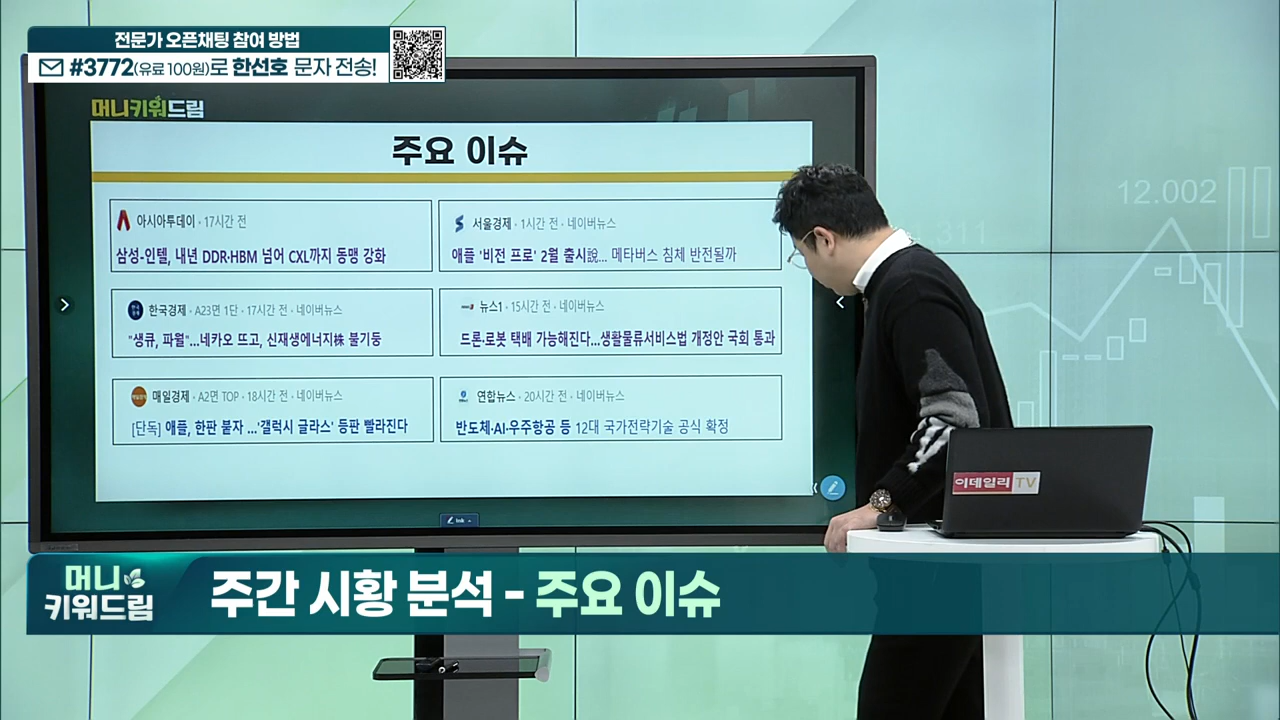 전문가 오픈채팅 참여 방법
#3772(유료 100원)로 한선호 문자 전송!
머니키워드림
주요 이슈
아시아투데이 · 17시간 전
삼성-인텔, 내년 DDR·HBM 넘어 CXL까지 동맹 강화
서울경제 · 1시간 전 · 네이버뉴스
애플 '비전 프로' 2월 출시說... 메타버스 침체 반전될까
한국경제 · A23면 1단 · 17시간 전 · 네이버뉴스
"생큐, 파월"...네카오 뜨고, 신재생에너지株 불기둥
뉴스1 · 15시간 전 · 네이버뉴스
드론.로봇 택배 가능해진다...생활물류서비스법 개정안 국회 통과
매일경제 · A2면 TOP · 18시간 전 · 네이버뉴스
[단독] 애플, 한판 붙자 ...'갤럭시 글라스' 등판 빨라진다
연합뉴스 · 20시간 전 · 네이버뉴스
반도체·AI·우주항공 등 12대 국가전략기술 공식 확정
Ink
12.002
.311
이데일리 TV
머니
키워드림
주간 시황 분석 - 주요 이슈